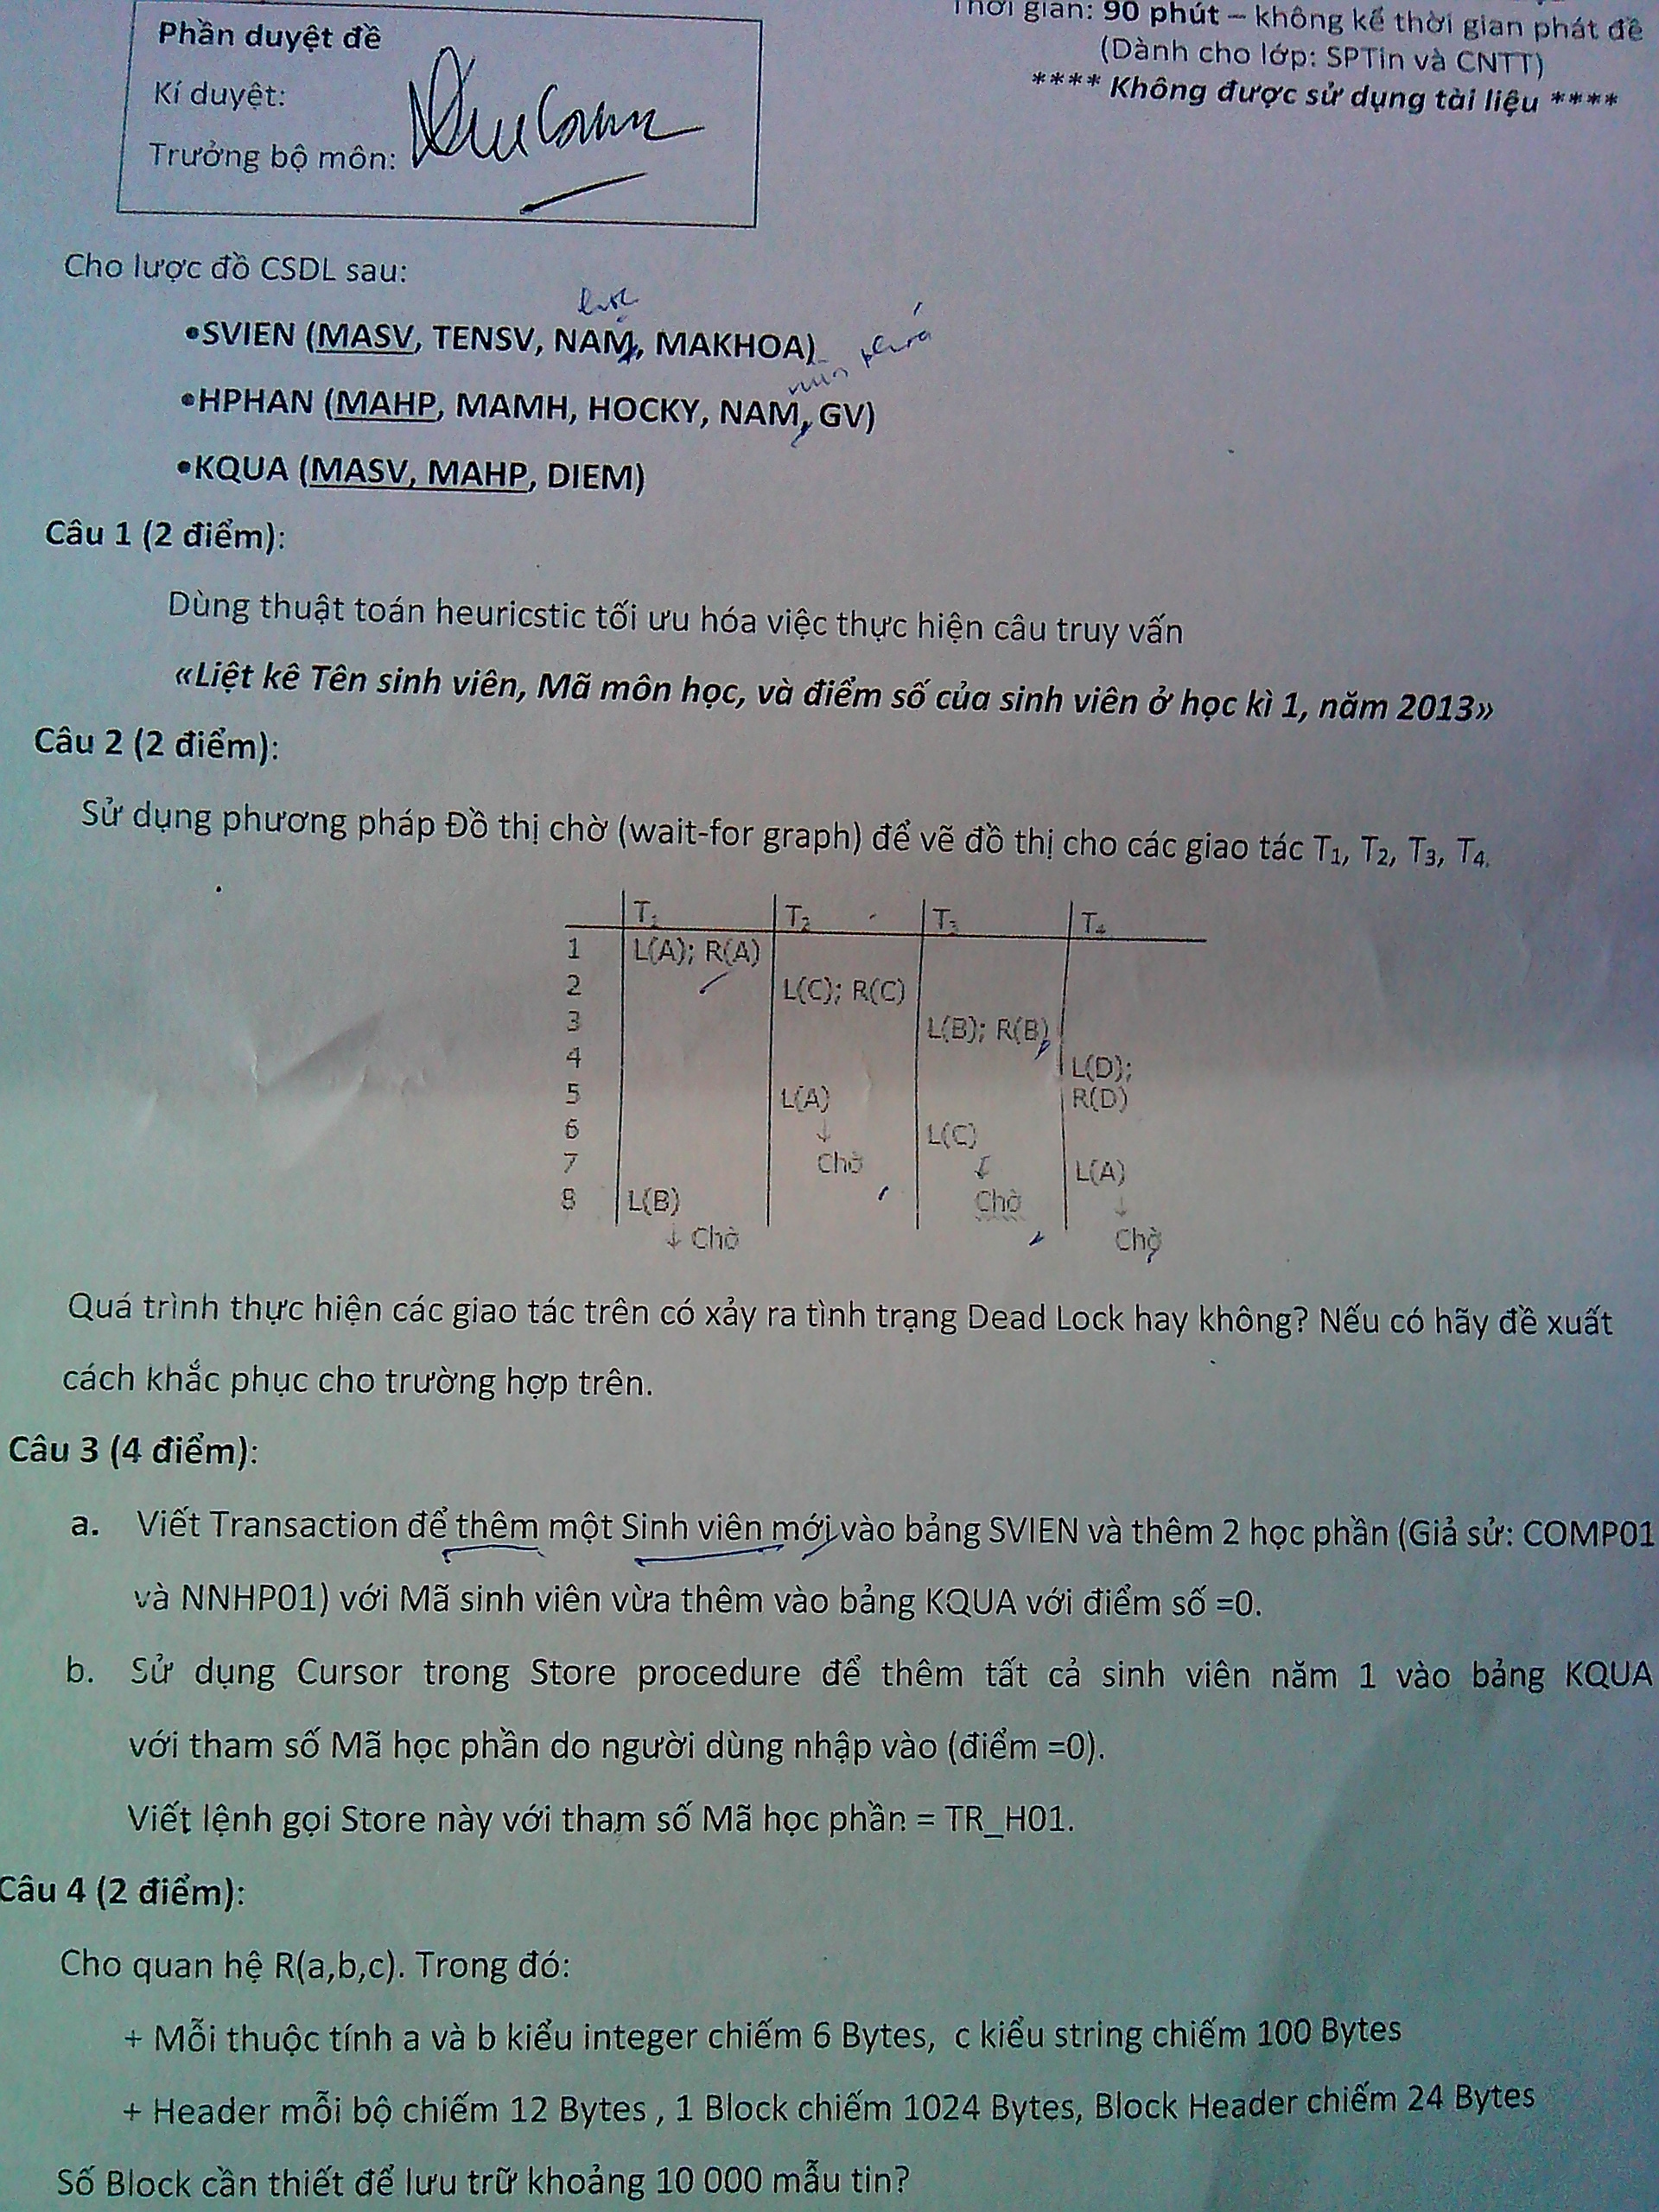 Phần duyệt đề
Kí duyệt:
Trưởng bộ môn:
Thời gian: 90 phút – không kể thời gian phát đề
(Dành cho lớp: SPTin và CNTT)
**** Không được sử dụng tài liệu ****
Cho lược đồ CSDL sau:
•SVIEN (MASV, TENSV, NAM, MAKHOA)
•HPHAN (MAHP, MAMH, HOCKY, NAM, GV)
•KQUA (MASV, MAHP, DIEM)
Câu 1 (2 điểm):
Dùng thuật toán heuricstic tối ưu hóa việc thực hiện câu truy vấn
«Liệt kê Tên sinh viên, Mã môn học, và điểm số của sinh viên ở học kì 1, năm 2013»
Câu 2 (2 điểm):
Sử dụng phương pháp Đồ thị chờ (wait-for graph) để vẽ đồ thị cho các giao tác T₁, T₂, T₃, T₄.
T₁ T₂ T₃ T₄
1 L(A); R(A)
2 L(C); R(C)
3 L(B); R(B)
4 L(D);
5 L(A) R(D)
6 ↓ L(C)
7 Chờ ↓ L(A)
8 L(B) Chờ ↓
↓ Chờ Chờ
Quá trình thực hiện các giao tác trên có xảy ra tình trạng Dead Lock hay không? Nếu có hãy đề xuất
cách khắc phục cho trường hợp trên.
Câu 3 (4 điểm):
a. Viết Transaction để thêm một Sinh viên mới vào bảng SVIEN và thêm 2 học phần (Giả sử: COMP01
và NNHP01) với Mã sinh viên vừa thêm vào bảng KQUA với điểm số =0.
b. Sử dụng Cursor trong Store procedure để thêm tất cả sinh viên năm 1 vào bảng KQUA
với tham số Mã học phần do người dùng nhập vào (điểm =0).
Viết lệnh gọi Store này với tham số Mã học phần = TR_H01.
Câu 4 (2 điểm):
Cho quan hệ R(a,b,c). Trong đó:
+ Mỗi thuộc tính a và b kiểu integer chiếm 6 Bytes, c kiểu string chiếm 100 Bytes
+ Header mỗi bộ chiếm 12 Bytes , 1 Block chiếm 1024 Bytes, Block Header chiếm 24 Bytes
Số Block cần thiết để lưu trữ khoảng 10 000 mẫu tin?